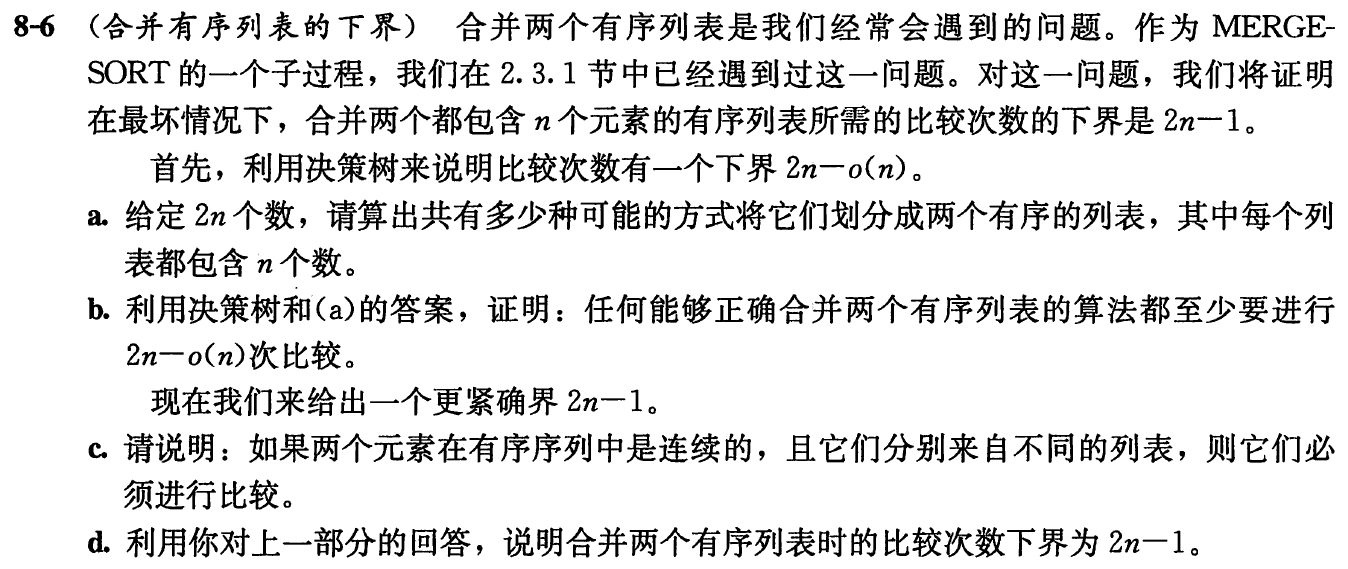 8-6 （合并有序列表的下界） 合并两个有序列表是我们经常会遇到的问题。作为 MERGE-
SORT 的一个子过程，我们在 2.3.1 节中已经遇到过这一问题。对这一问题，我们将证明
在最坏情况下，合并两个都包含 n 个元素的有序列表所需的比较次数的下界是 2n－1。
首先，利用决策树来说明比较次数有一个下界 2n－o(n)。
a. 给定 2n 个数，请算出共有多少种可能的方式将它们划分成两个有序的列表，其中每个列
表都包含 n 个数。
b. 利用决策树和(a)的答案，证明：任何能够正确合并两个有序列表的算法都至少要进行
2n－o(n)次比较。
现在我们来给出一个更紧确界 2n－1。
c. 请说明：如果两个元素在有序序列中是连续的，且它们分别来自不同的列表，则它们必
须进行比较。
d. 利用你对上一部分的回答，说明合并两个有序列表时的比较次数下界为 2n－1。